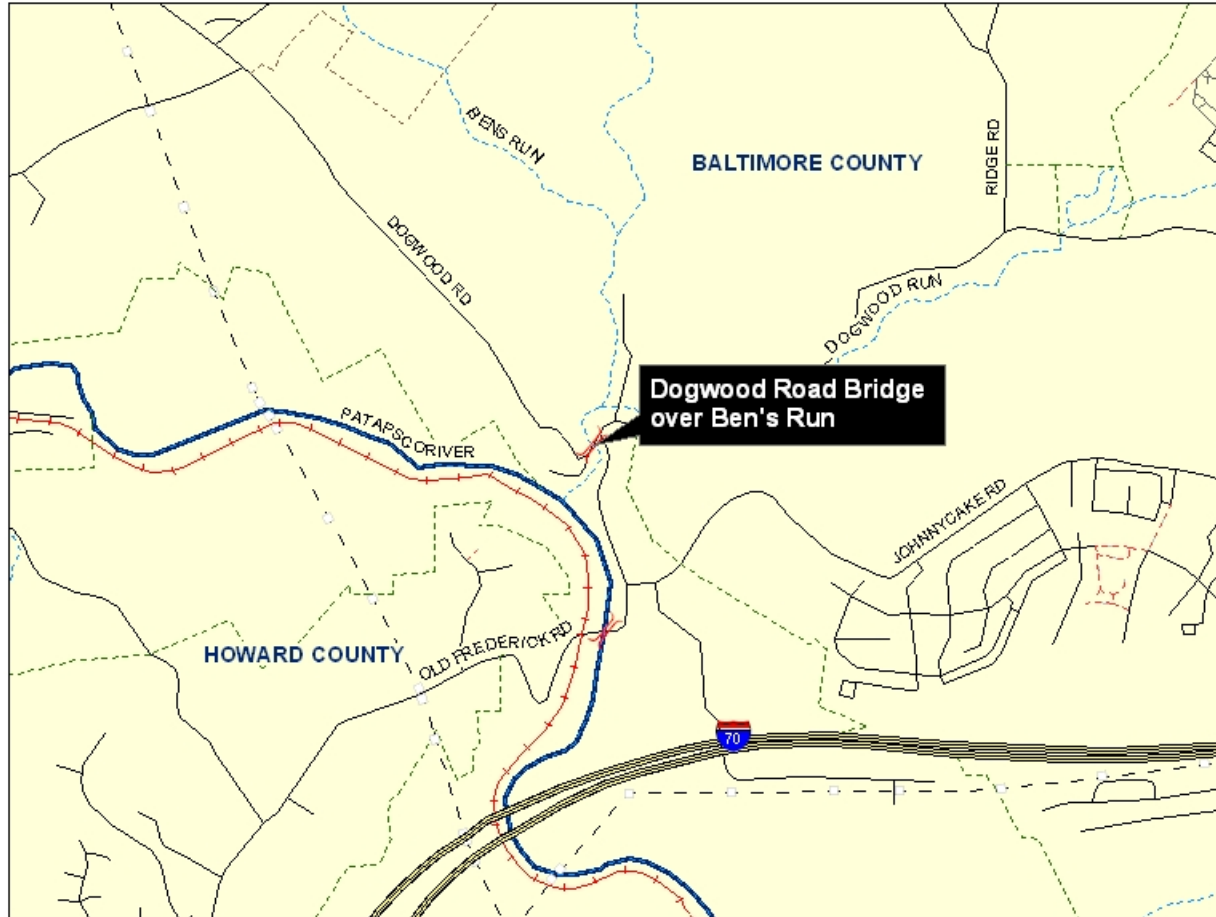 BENS RUN
BALTIMORE COUNTY
RIDGE RD
DOGWOOD RD
DOGWOOD RUN
Dogwood Road Bridge
over Ben's Run
PATAPSCO RIVER
JOHNNYCAKE RD
OLD FREDERICK RD
HOWARD COUNTY
70